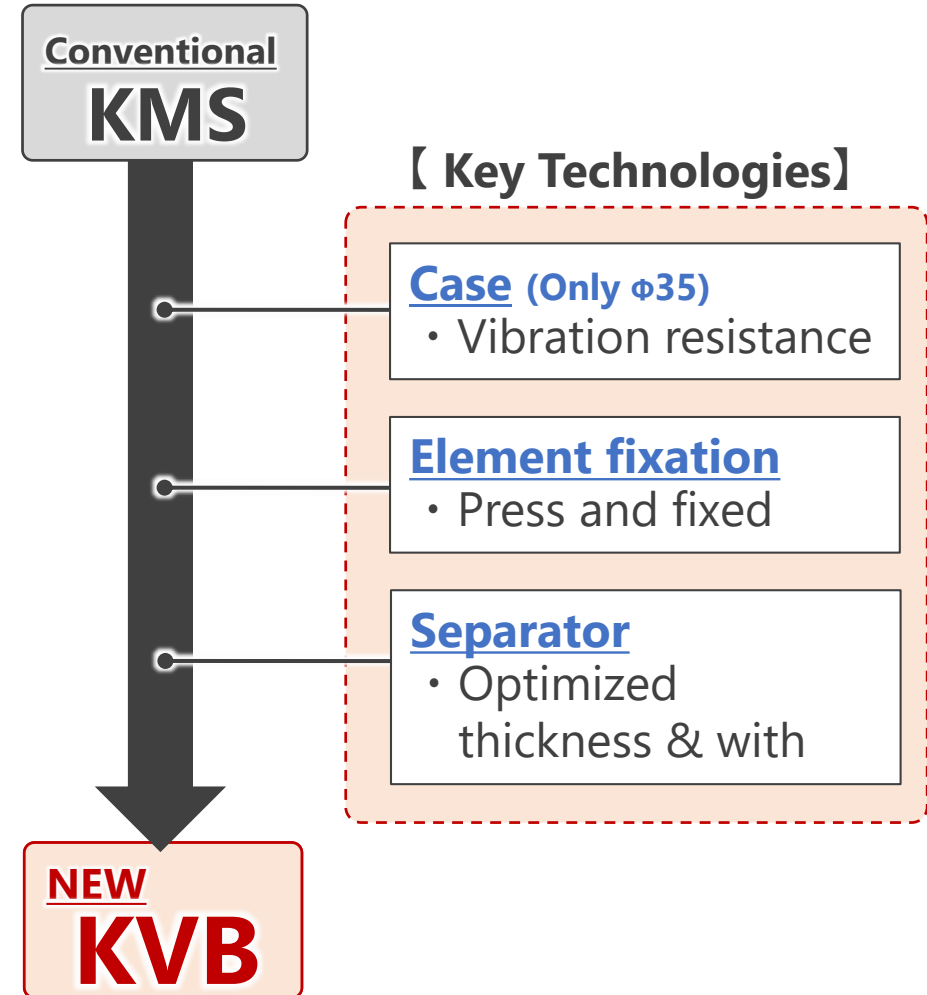 Conventional
KMS
【 Key Technologies】
Case (Only Φ35)
・Vibration resistance
Element fixation
・Press and fixed
Separator
・Optimized
thickness & with
NEW
KVB